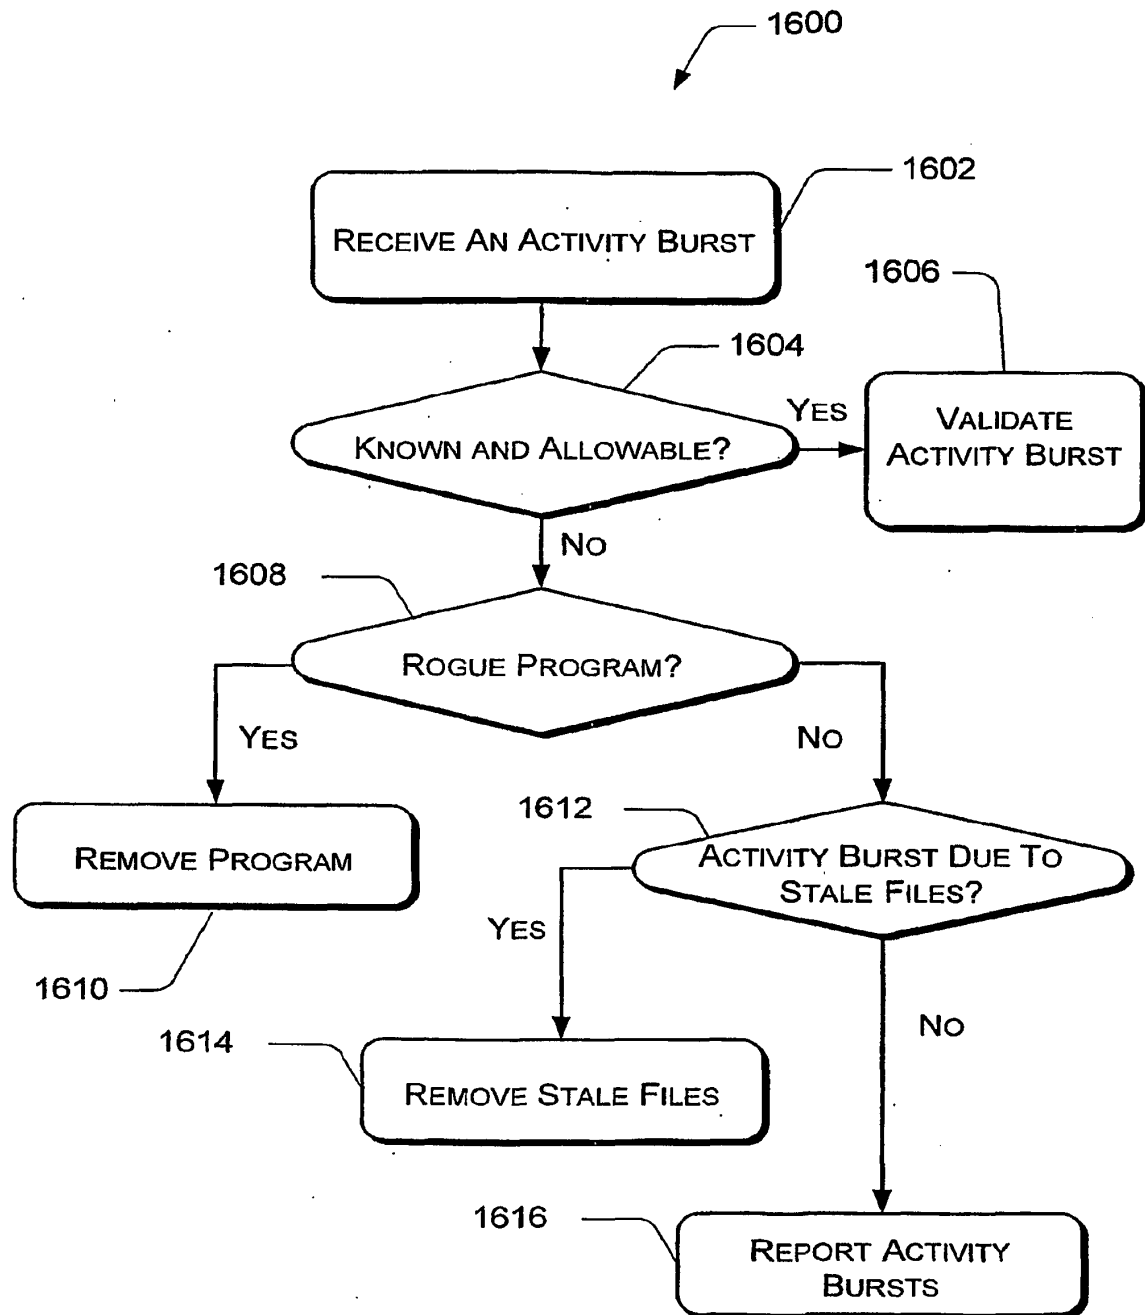 1600
1602
RECEIVE AN ACTIVITY BURST
1606
1604
YES
VALIDATE
ACTIVITY BURST
KNOWN AND ALLOWABLE?
NO
1608
ROGUE PROGRAM?
YES
NO
1612
REMOVE PROGRAM
ACTIVITY BURST DUE TO
STALE FILES?
YES
1610
NO
1614
REMOVE STALE FILES
1616
REPORT ACTIVITY
BURSTS